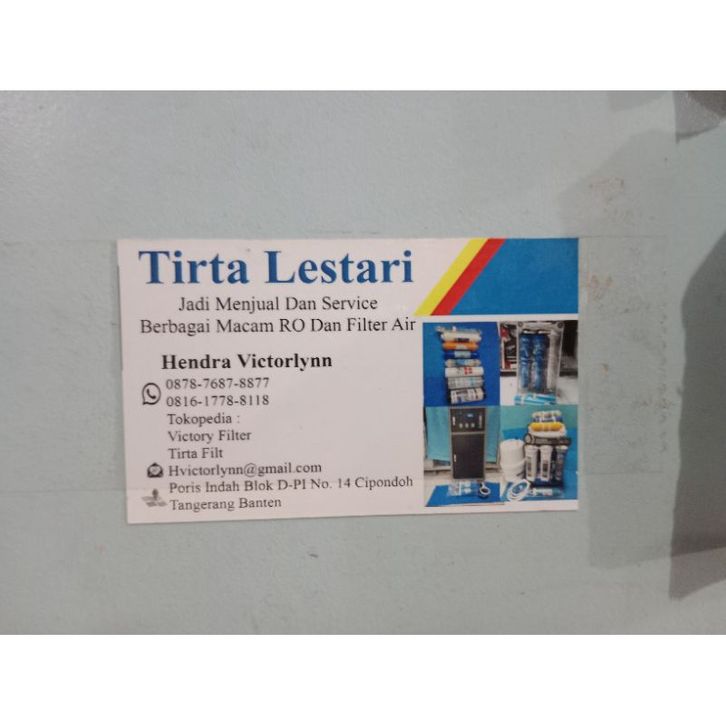 Tirta Lestari
Jadi Menjual Dan Service
Berbagai Macam RO Dan Filter Air
Hendra Victorlynn
0878-7687-8877
0816-1778-8118
Tokopedia :
Victory Filter
Tirta Filt
Hvictorlynn@gmail.com
Poris Indah Blok D-PI No. 14 Cipondoh
Tangerang Banten